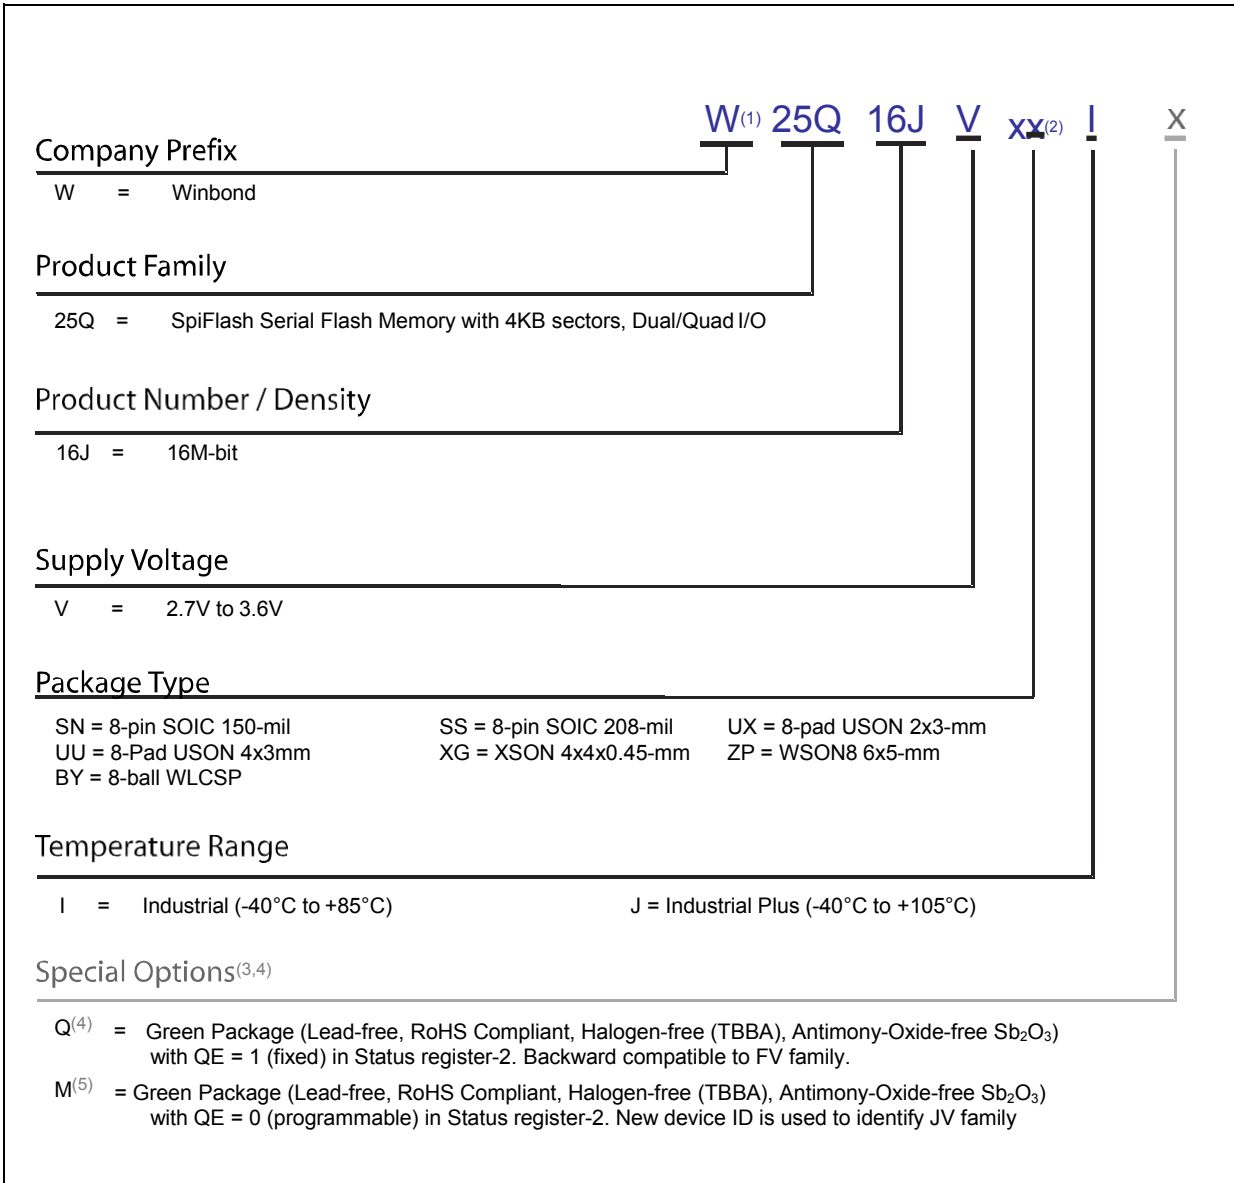 W(1) 25Q 16J V xx(2) I x
Company Prefix
W = Winbond
Product Family
25Q = SpiFlash Serial Flash Memory with 4KB sectors, Dual/Quad I/O
Product Number / Density
16J = 16M-bit
Supply Voltage
V = 2.7V to 3.6V
Package Type
SN = 8-pin SOIC 150-mil SS = 8-pin SOIC 208-mil UX = 8-pad USON 2x3-mm
UU = 8-Pad USON 4x3mm XG = XSON 4x4x0.45-mm ZP = WSON8 6x5-mm
BY = 8-ball WLCSP
Temperature Range
I = Industrial (-40°C to +85°C) J = Industrial Plus (-40°C to +105°C)
Special Options(3,4)
Q(4) = Green Package (Lead-free, RoHS Compliant, Halogen-free (TBBA), Antimony-Oxide-free Sb₂O₃)
with QE = 1 (fixed) in Status register-2. Backward compatible to FV family.
M(5) = Green Package (Lead-free, RoHS Compliant, Halogen-free (TBBA), Antimony-Oxide-free Sb₂O₃)
with QE = 0 (programmable) in Status register-2. New device ID is used to identify JV family